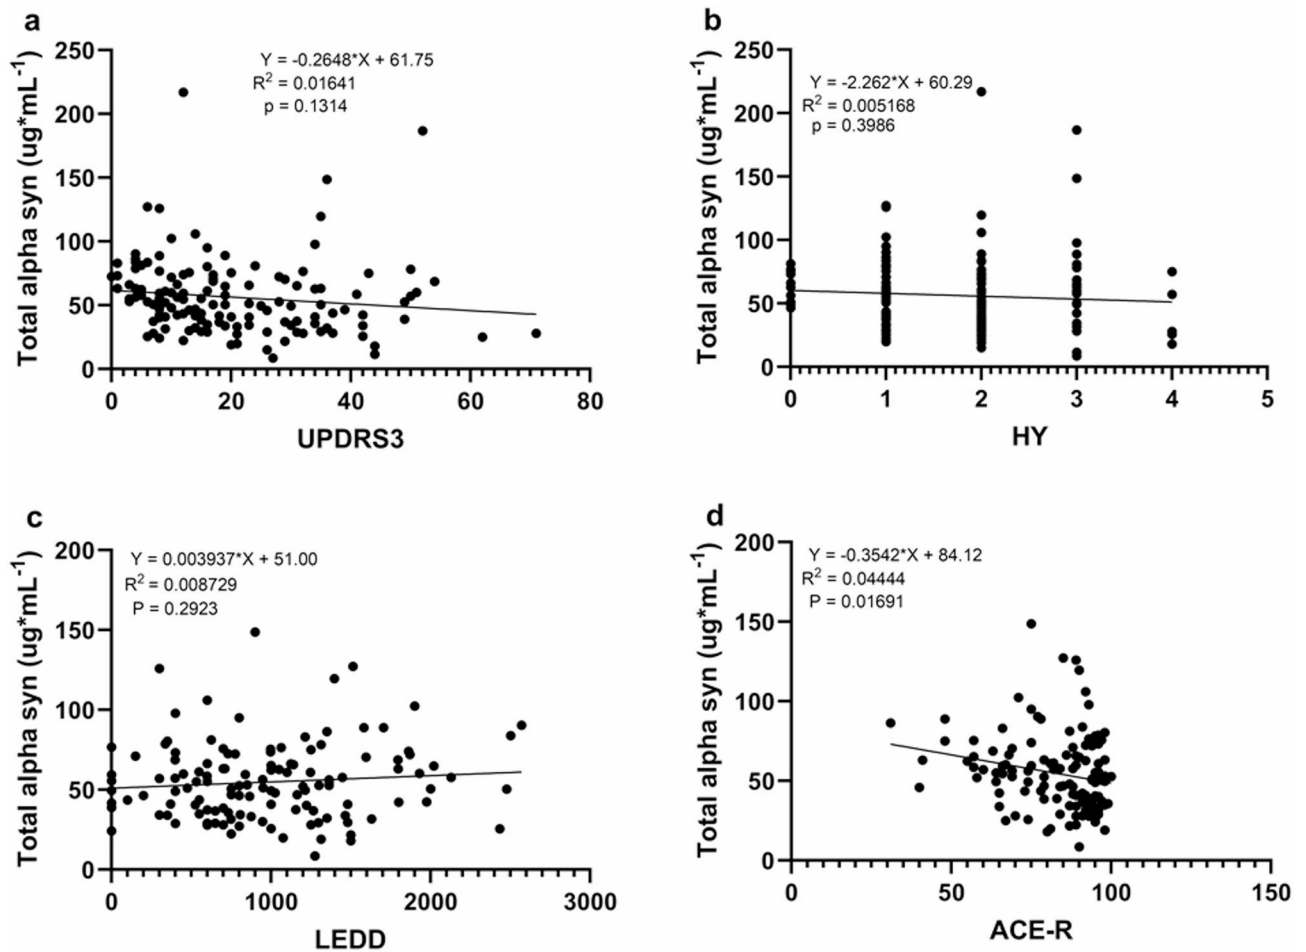 a
Total alpha syn (ug*mL⁻¹)
250
200
150
100
50
0
Y = -0.2648*X + 61.75
R² = 0.01641
p = 0.1314
0 20 40 60 80
UPDRS3
b
Total alpha syn (ug*mL⁻¹)
250
200
150
100
50
0
Y = -2.262*X + 60.29
R² = 0.005168
p = 0.3986
0 1 2 3 4 5
HY
c
Total alpha syn (ug*mL⁻¹)
200
150
100
50
0
Y = 0.003937*X + 51.00
R² = 0.008729
P = 0.2923
0 1000 2000 3000
LEDD
d
Total alpha syn (ug*mL⁻¹)
200
150
100
50
0
Y = -0.3542*X + 84.12
R² = 0.04444
P = 0.01691
0 50 100 150
ACE-R